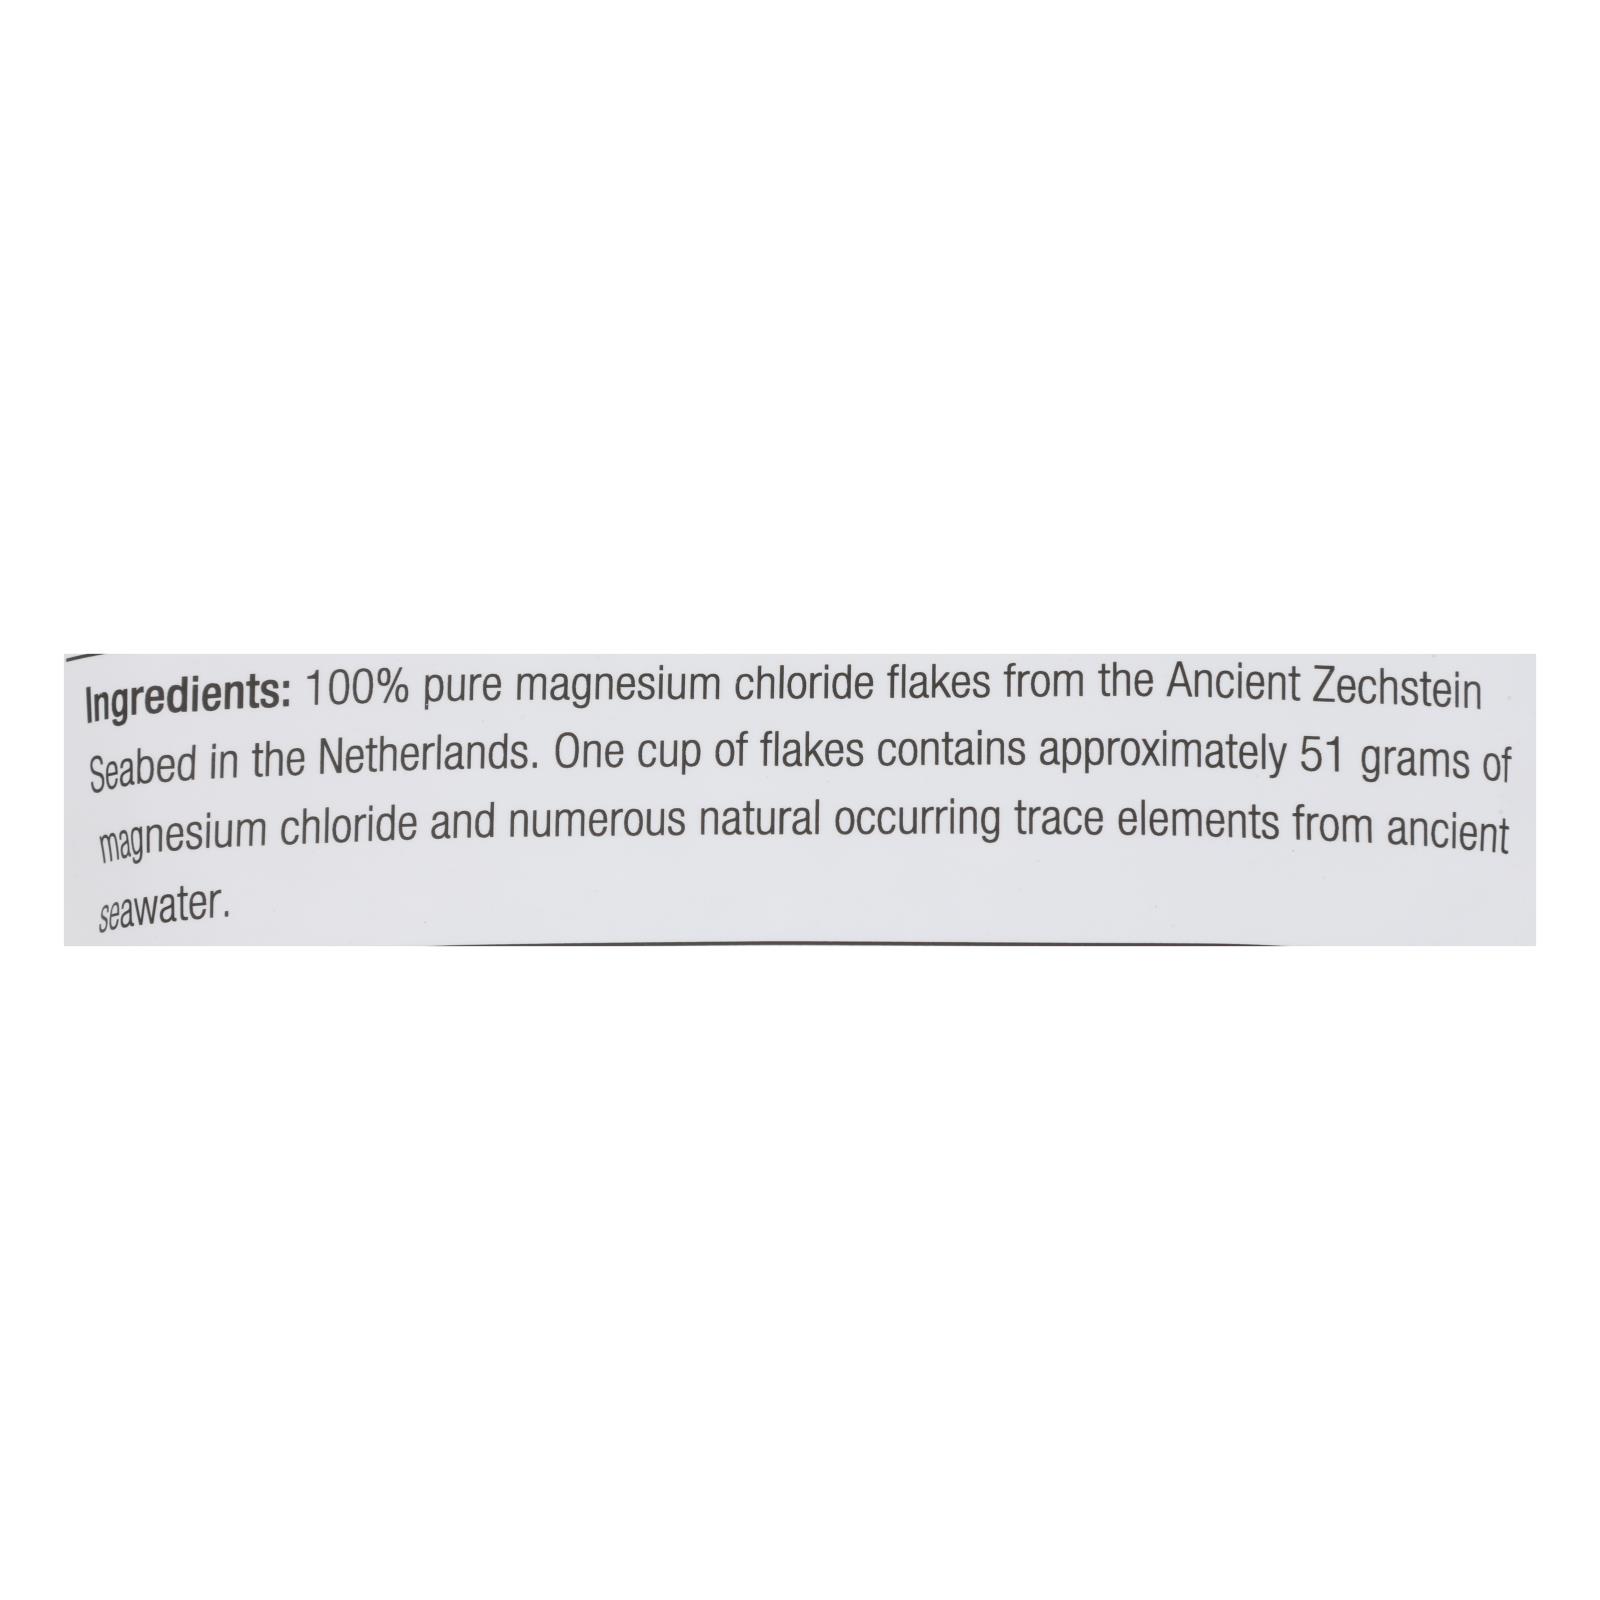 Ingredients: 100% pure magnesium chloride flakes from the Ancient Zechstein
Seabed in the Netherlands. One cup of flakes contains approximately 51 grams of
magnesium chloride and numerous natural occurring trace elements from ancient
seawater.